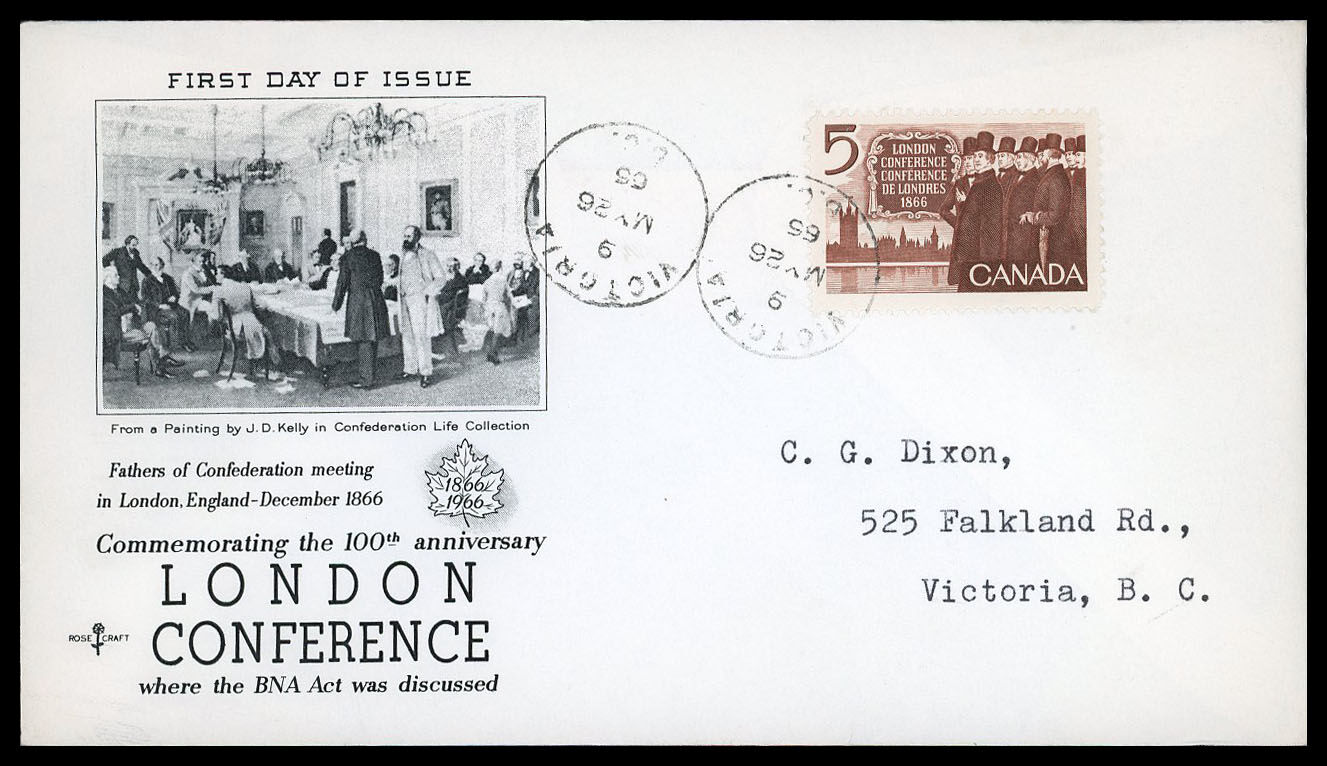 FIRST DAY OF ISSUE
From a Painting by J. D. Kelly in Confederation Life Collection
Fathers of Confederation meeting
in London, England-December 1866
1866
1966
Commemorating the 100th anniversary
LONDON
CONFERENCE
where the BNA Act was discussed
ROSE CRAFT
VICTORIA
9
MY 26
B.C.
VICTORIA
9
MY 26
5
LONDON
CONFERENCE
CONFÉRENCE
DE LONDRES
1866
CANADA
C. G. Dixon,
525 Falkland Rd.,
Victoria, B. C.